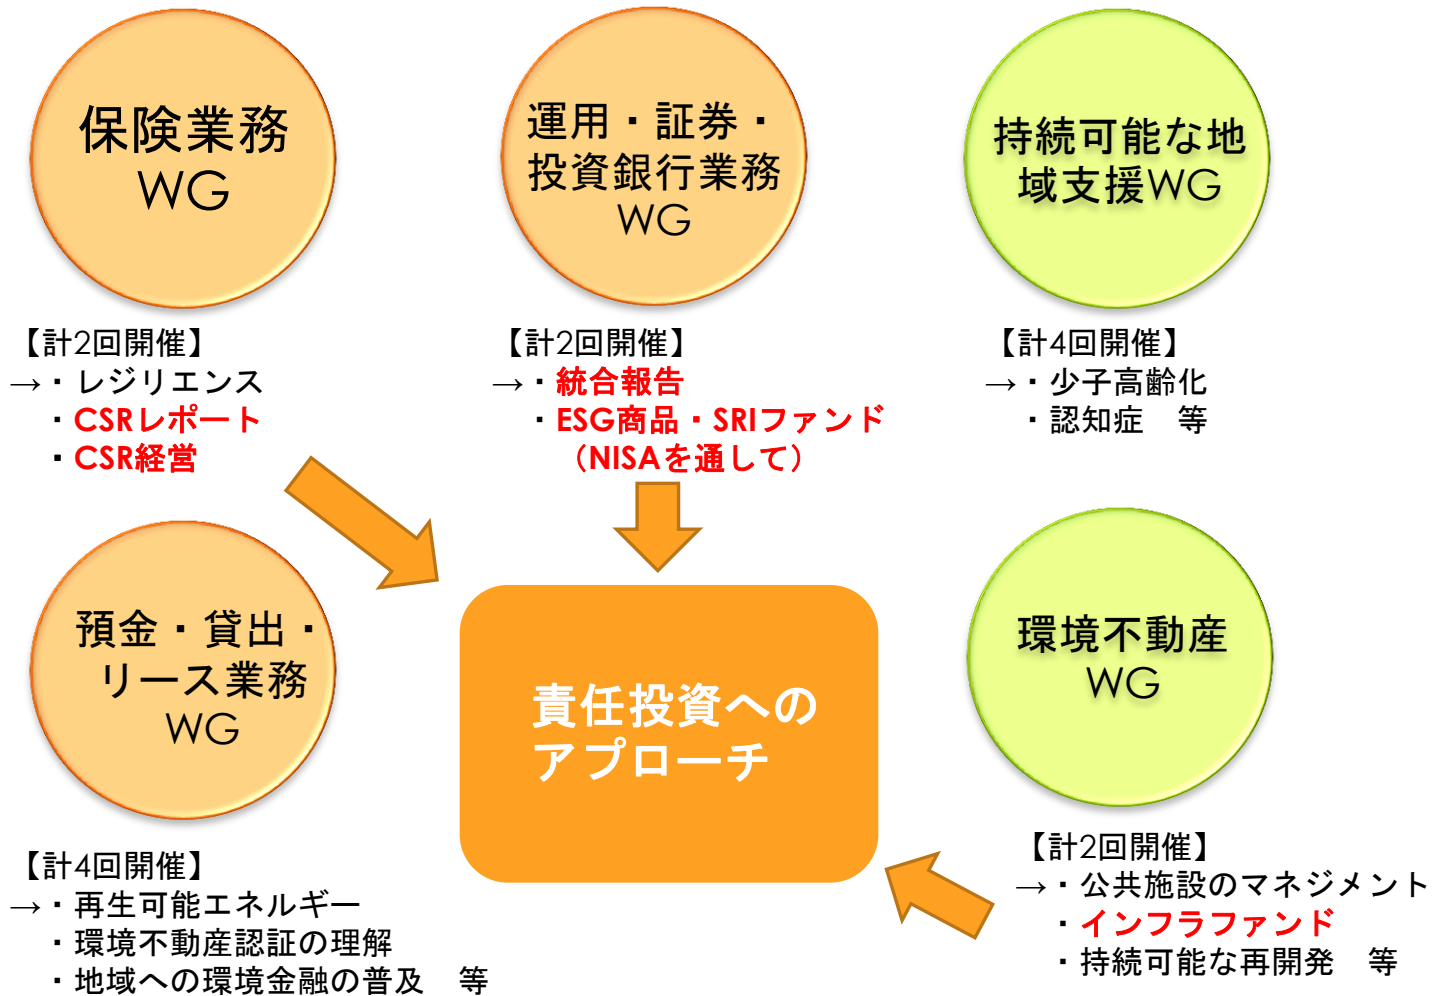 保険業務
WG
【計2回開催】
→・レジリエンス
・CSRレポート
・CSR経営
運用・証券・
投資銀行業務
WG
【計2回開催】
→・統合報告
・ESG商品・SRIファンド
（NISAを通して）
持続可能な地
域支援WG
【計4回開催】
→・少子高齢化
・認知症　等
預金・貸出・
リース業務
WG
【計4回開催】
→・再生可能エネルギー
・環境不動産認証の理解
・地域への環境金融の普及　等
責任投資への
アプローチ
環境不動産
WG
【計2回開催】
→・公共施設のマネジメント
・インフラファンド
・持続可能な再開発　等